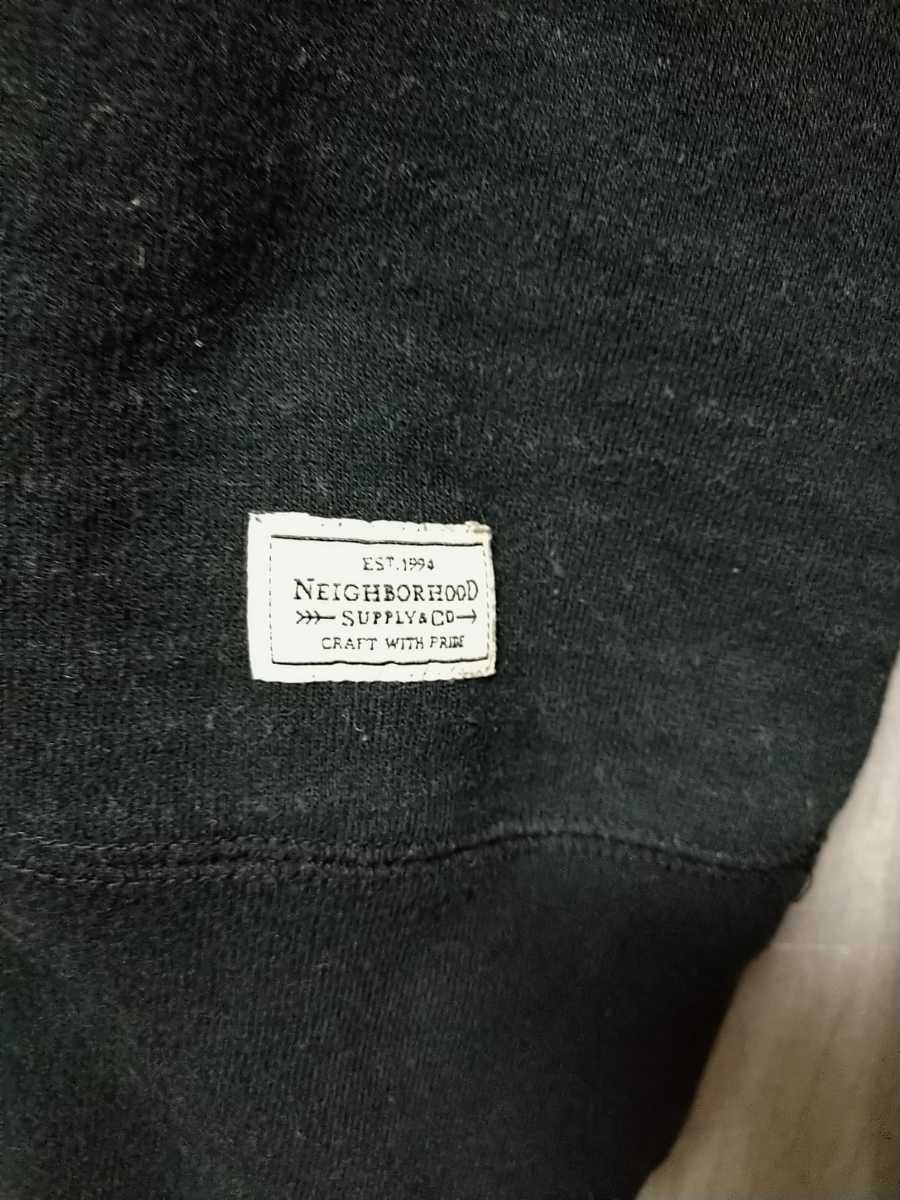 EST.1994
NEIGHBORHOOD
SUPPLY&CO
CRAFT WITH PRIDE